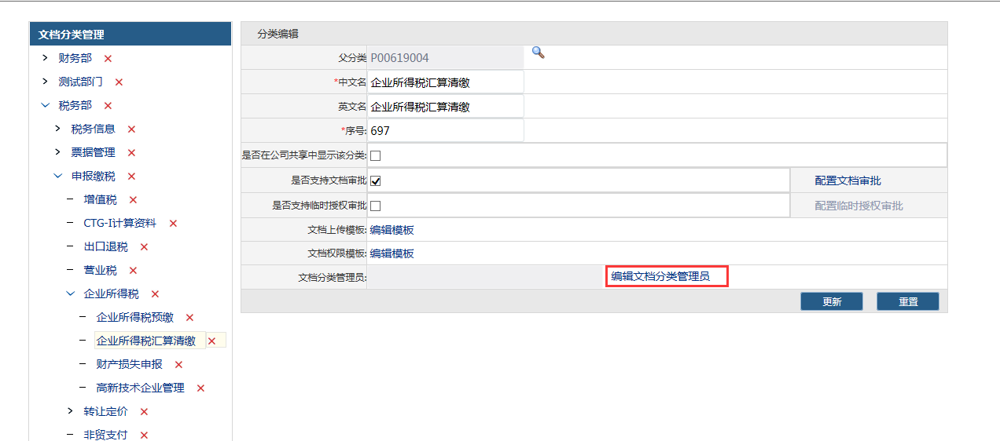 文档分类管理
财务部
测试部门
税务部
税务信息
票据管理
申报缴税
增值税
CTG-I计算资料
出口退税
营业税
企业所得税
企业所得税预缴
企业所得税汇算清缴
财产损失申报
高新技术企业管理
转让定价
非贸支付
分类编辑
父分类 P00619004
*中文名 企业所得税汇算清缴
英文名 企业所得税汇算清缴
*序号: 697
是否在公司共享中显示该分类:
是否支持文档审批 配置文档审批
是否支持临时授权审批 配置临时授权审批
文档上传模板: 编辑模板
文档权限模板: 编辑模板
文档分类管理员: 编辑文档分类管理员
更新 重置